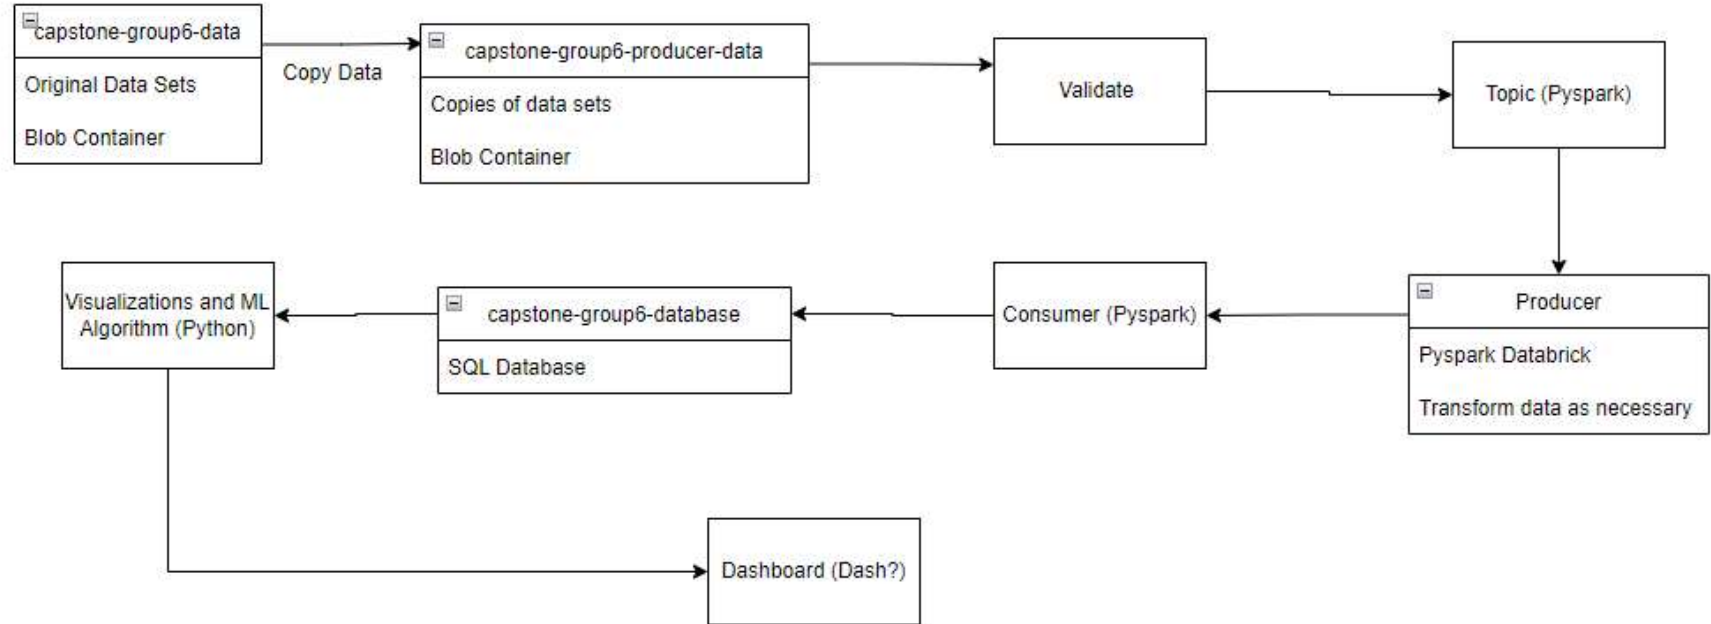 capstone-group6-data
Original Data Sets
Blob Container
Copy Data
capstone-group6-producer-data
Copies of data sets
Blob Container
Validate
Topic (Pyspark)
Producer
Pyspark Databrick
Transform data as necessary
Consumer (Pyspark)
capstone-group6-database
SQL Database
Visualizations and ML
Algorithm (Python)
Dashboard (Dash?)